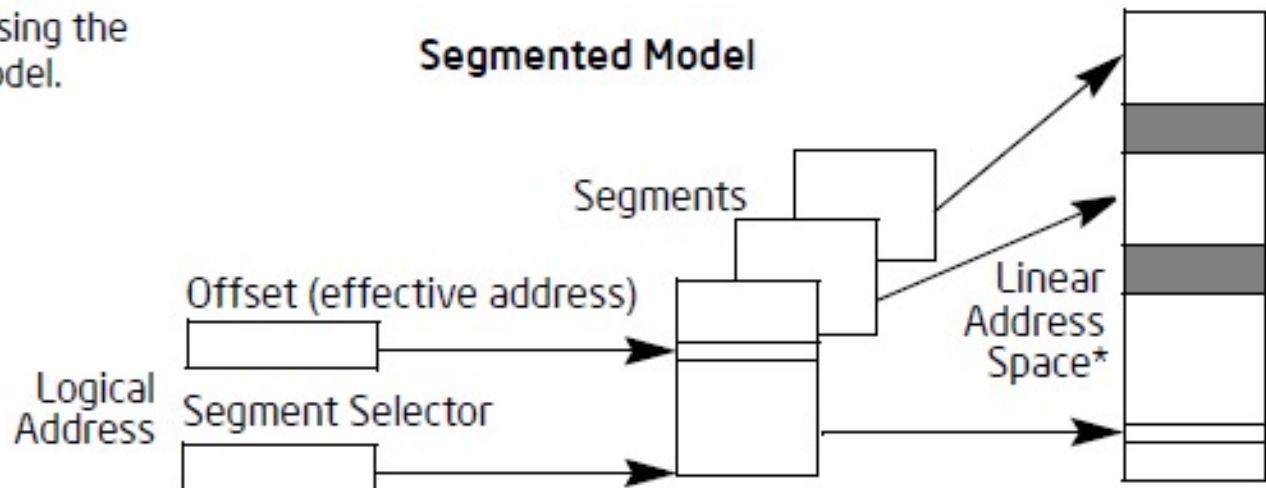 sing the
odel.
Segmented Model
Segments
Offset (effective address)
Linear
Address
Space*
Logical
Address
Segment Selector